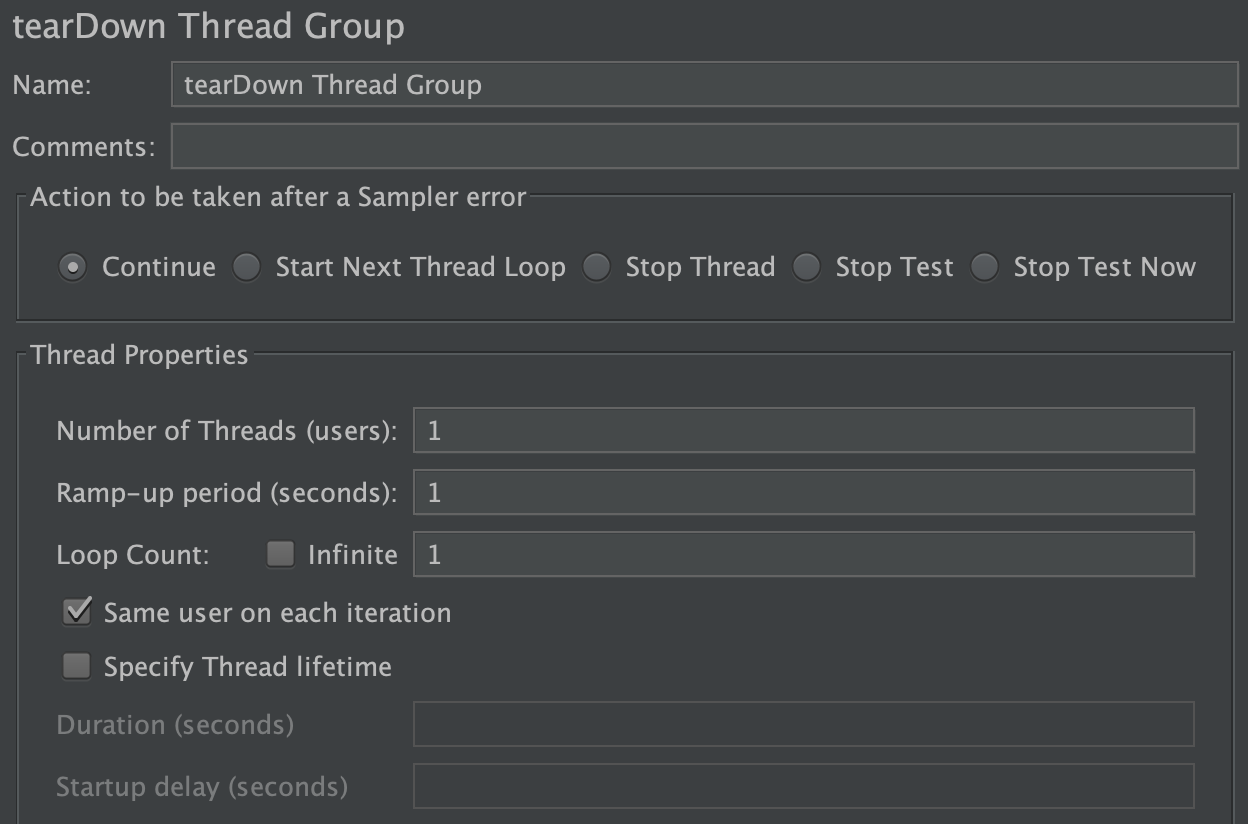 tearDown Thread Group
Name: tearDown Thread Group
Comments:
Action to be taken after a Sampler error
Continue Start Next Thread Loop Stop Thread Stop Test Stop Test Now
Thread Properties
Number of Threads (users): 1
Ramp-up period (seconds): 1
Loop Count: Infinite 1
Same user on each iteration
Specify Thread lifetime
Duration (seconds)
Startup delay (seconds)